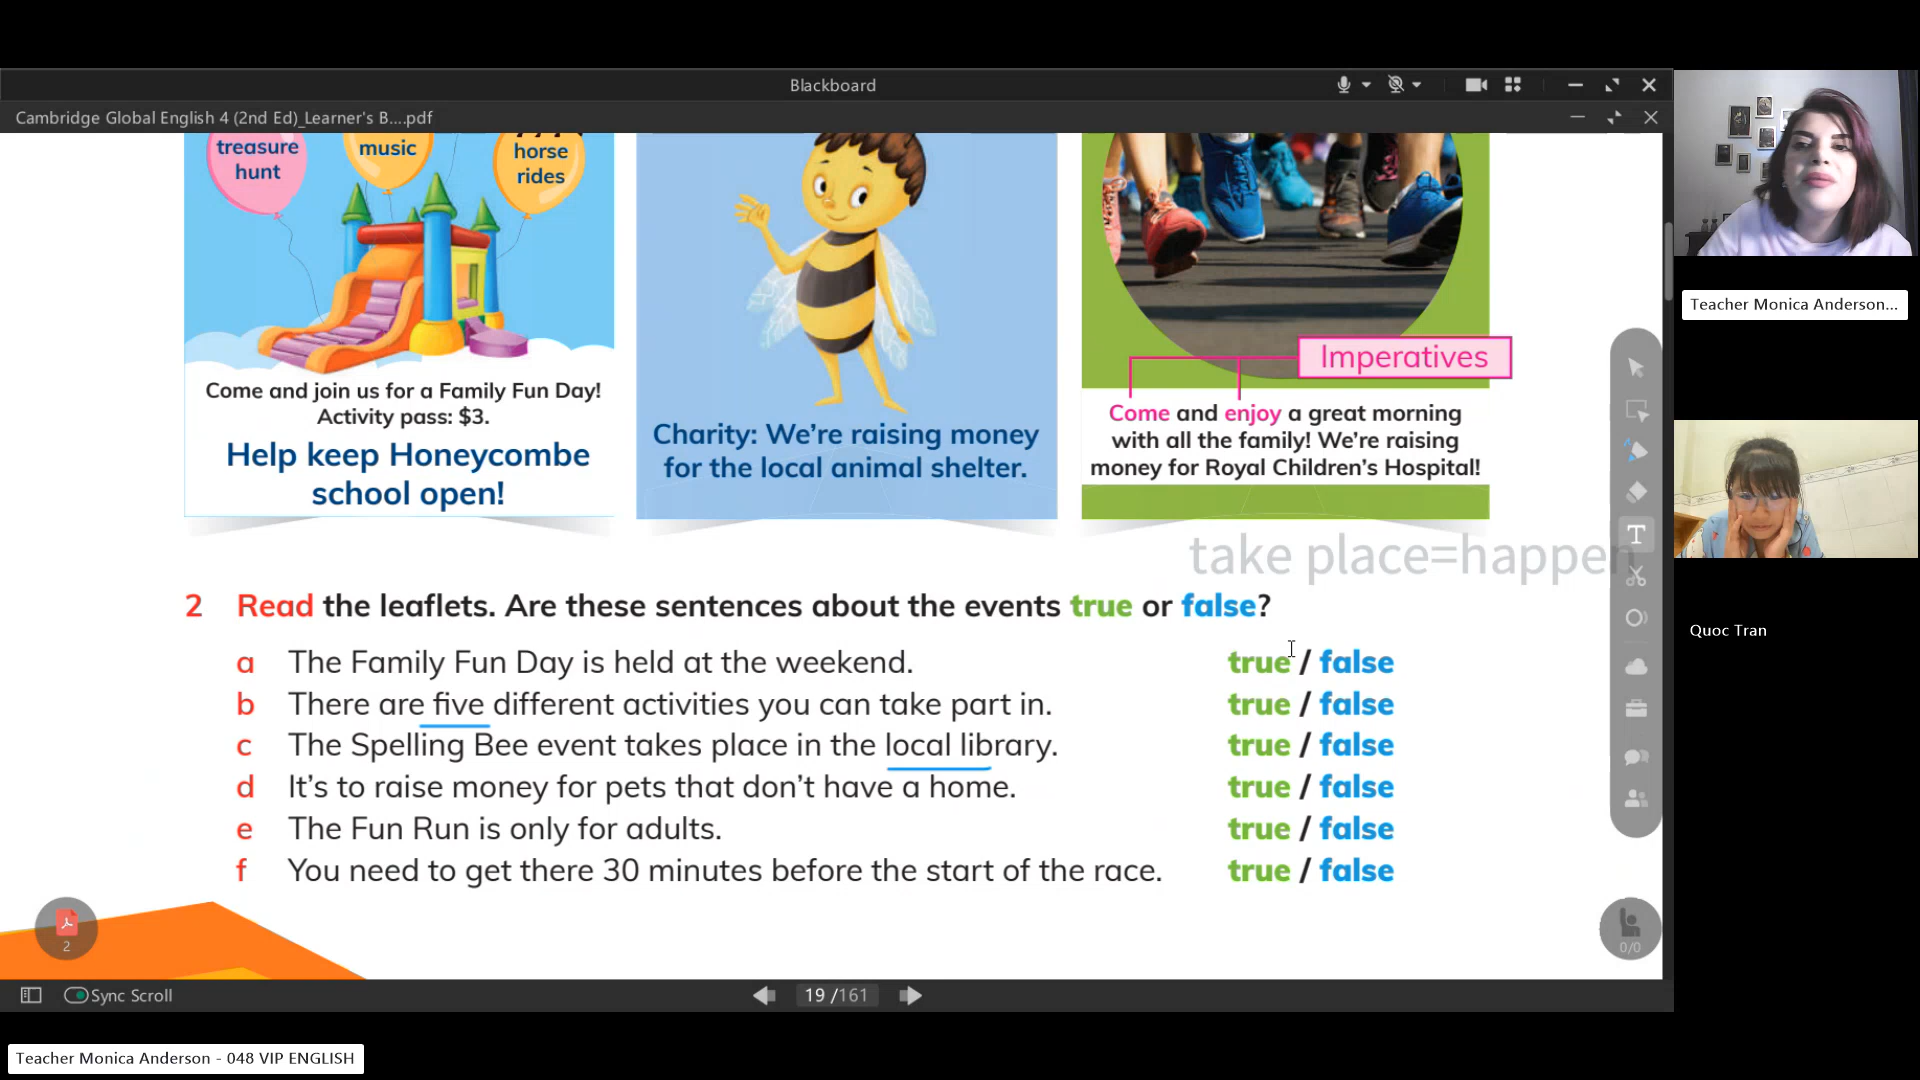 Blackboard
Cambridge Global English 4 (2nd Ed)_Learner's B....pdf
treasure
hunt
music
horse
rides
Come and join us for a Family Fun Day!
Activity pass: $3.
Help keep Honeycombe
school open!
Charity: We're raising money
for the local animal shelter.
Imperatives
Come and enjoy a great morning
with all the family! We're raising
money for Royal Children's Hospital!
take place=happen
2 Read the leaflets. Are these sentences about the events true or false?
a The Family Fun Day is held at the weekend. true / false
b There are five different activities you can take part in. true / false
c The Spelling Bee event takes place in the local library. true / false
d It's to raise money for pets that don't have a home. true / false
e The Fun Run is only for adults. true / false
f You need to get there 30 minutes before the start of the race. true / false
2
0/0
Sync Scroll
19 /161
Teacher Monica Anderson - 048 VIP ENGLISH
Teacher Monica Anderson...
Quoc Tran
T